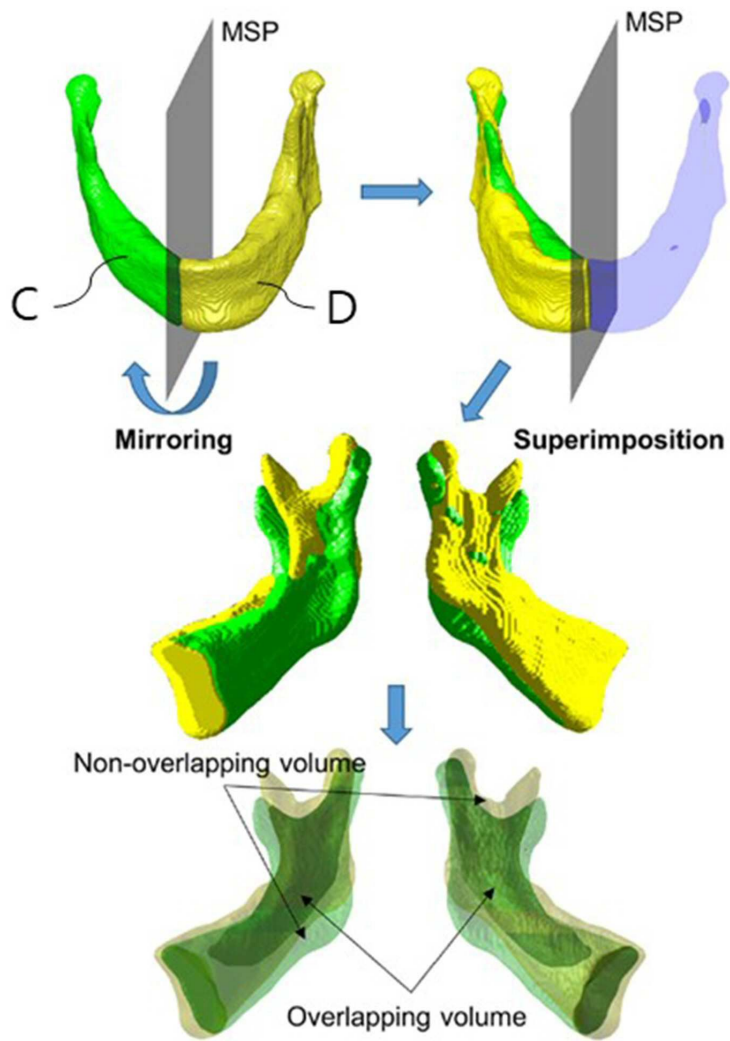 MSP
MSP
C
D
Mirroring
Superimposition
Non-overlapping volume
Overlapping volume